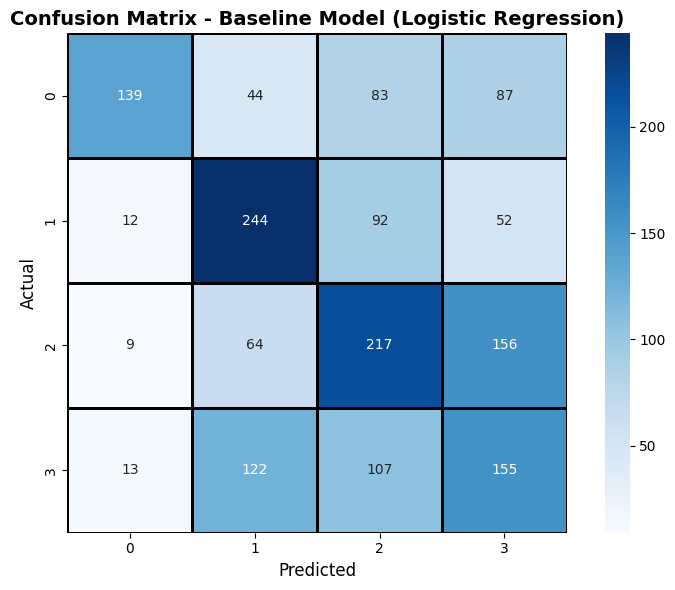 Confusion Matrix - Baseline Model (Logistic Regression)
0 139 44 83 87
1 12 244 92 52
2 9 64 217 156
3 13 122 107 155
0 1 2 3
Predicted
Actual
200
150
100
50